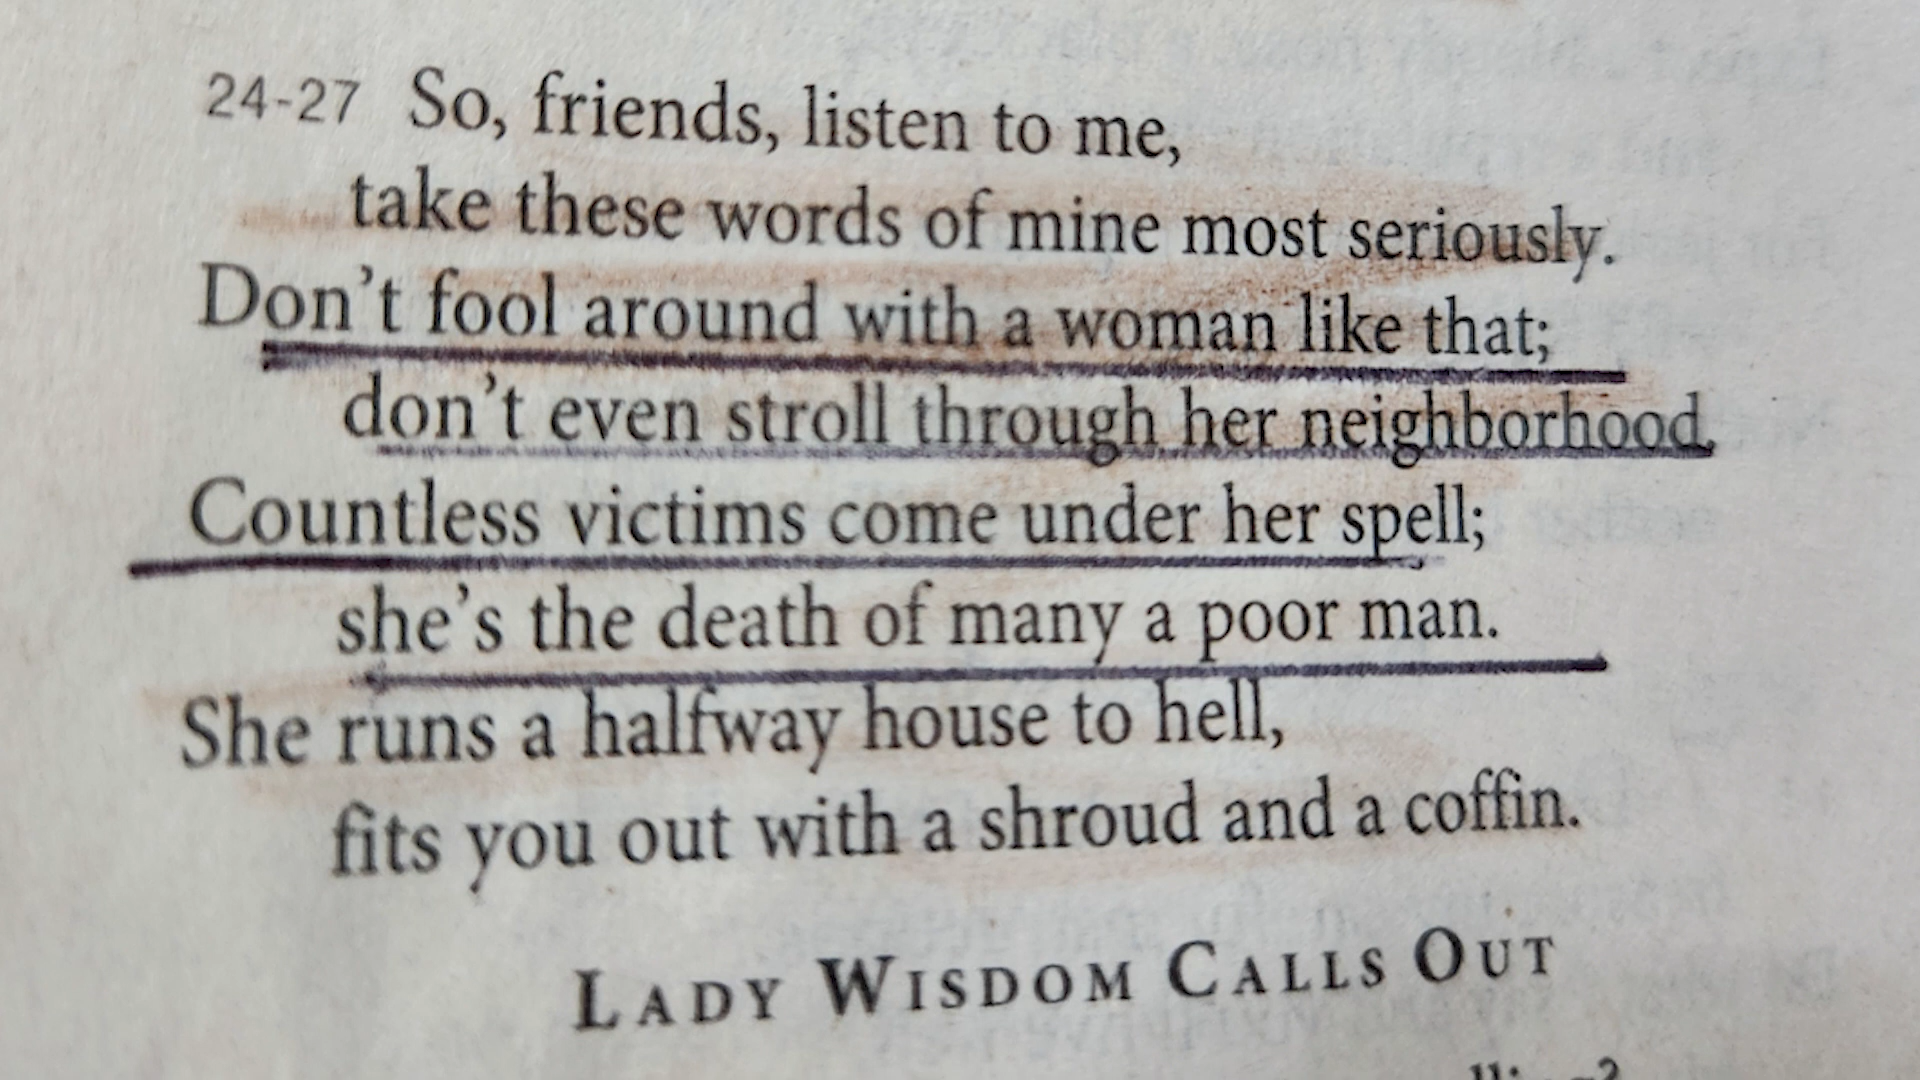 24-27 So, friends, listen to me,
take these words of mine most seriously.
Don't fool around with a woman like that;
don't even stroll through her neighborhood.
Countless victims come under her spell;
she's the death of many a poor man.
She runs a halfway house to hell,
fits you out with a shroud and a coffin.
LADY WISDOM CALLS OUT